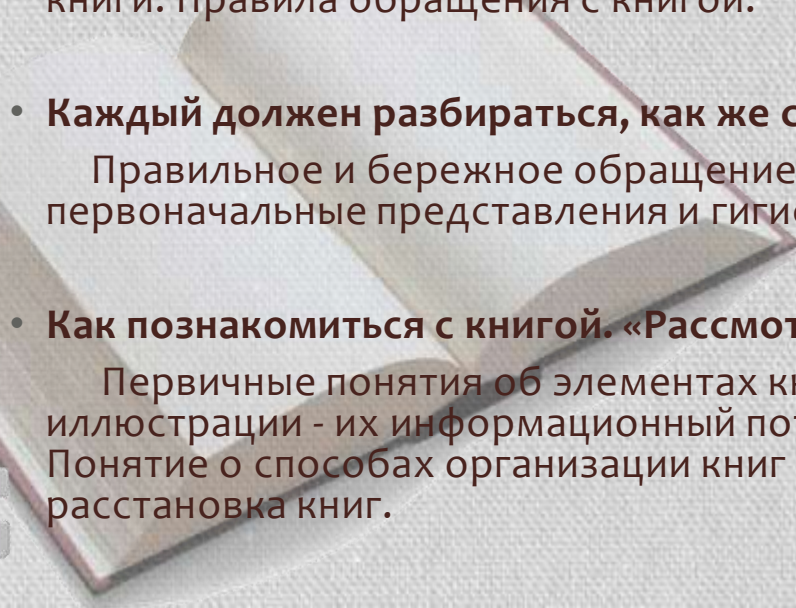 книги. Правила обращения с книгой.
• Каждый должен разбираться, как же
Правильное и бережное обращение
первоначальные представления и
• Как познакомиться с книгой.
Первичные понятия об элементах
иллюстрации - их информационный
Понятие о способах организации книг
расстановка книг.